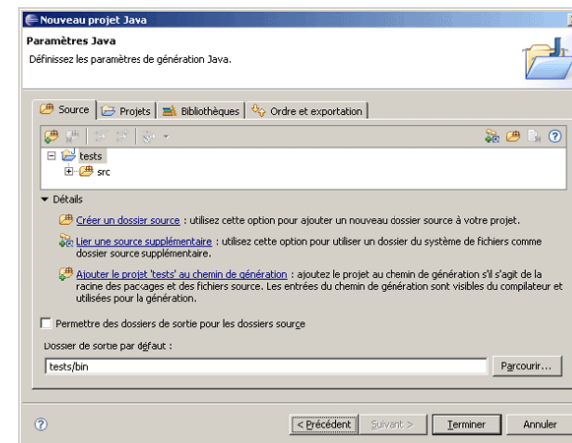 Nouveau projet Java
Paramètres Java
Définissez les paramètres de génération Java.
Source Projets Bibliothèques Ordre et exportation
tests
src
Détails
Créer un dossier source : utilisez cette option pour ajouter un nouveau dossier source à votre projet.
Lier une source supplémentaire : utilisez cette option pour utiliser un dossier du système de fichiers comme
dossier source supplémentaire.
Ajouter le projet 'tests' au chemin de génération : ajoutez le projet au chemin de génération s'il s'agit de la
racine des packages et des fichiers source. Les entrées du chemin de génération sont visibles du compilateur et
utilisées pour la génération.
Permettre des dossiers de sortie pour les dossiers source
Dossier de sortie par défaut :
tests/bin
Parcourir...
< Précédent Suivant > Terminer Annuler